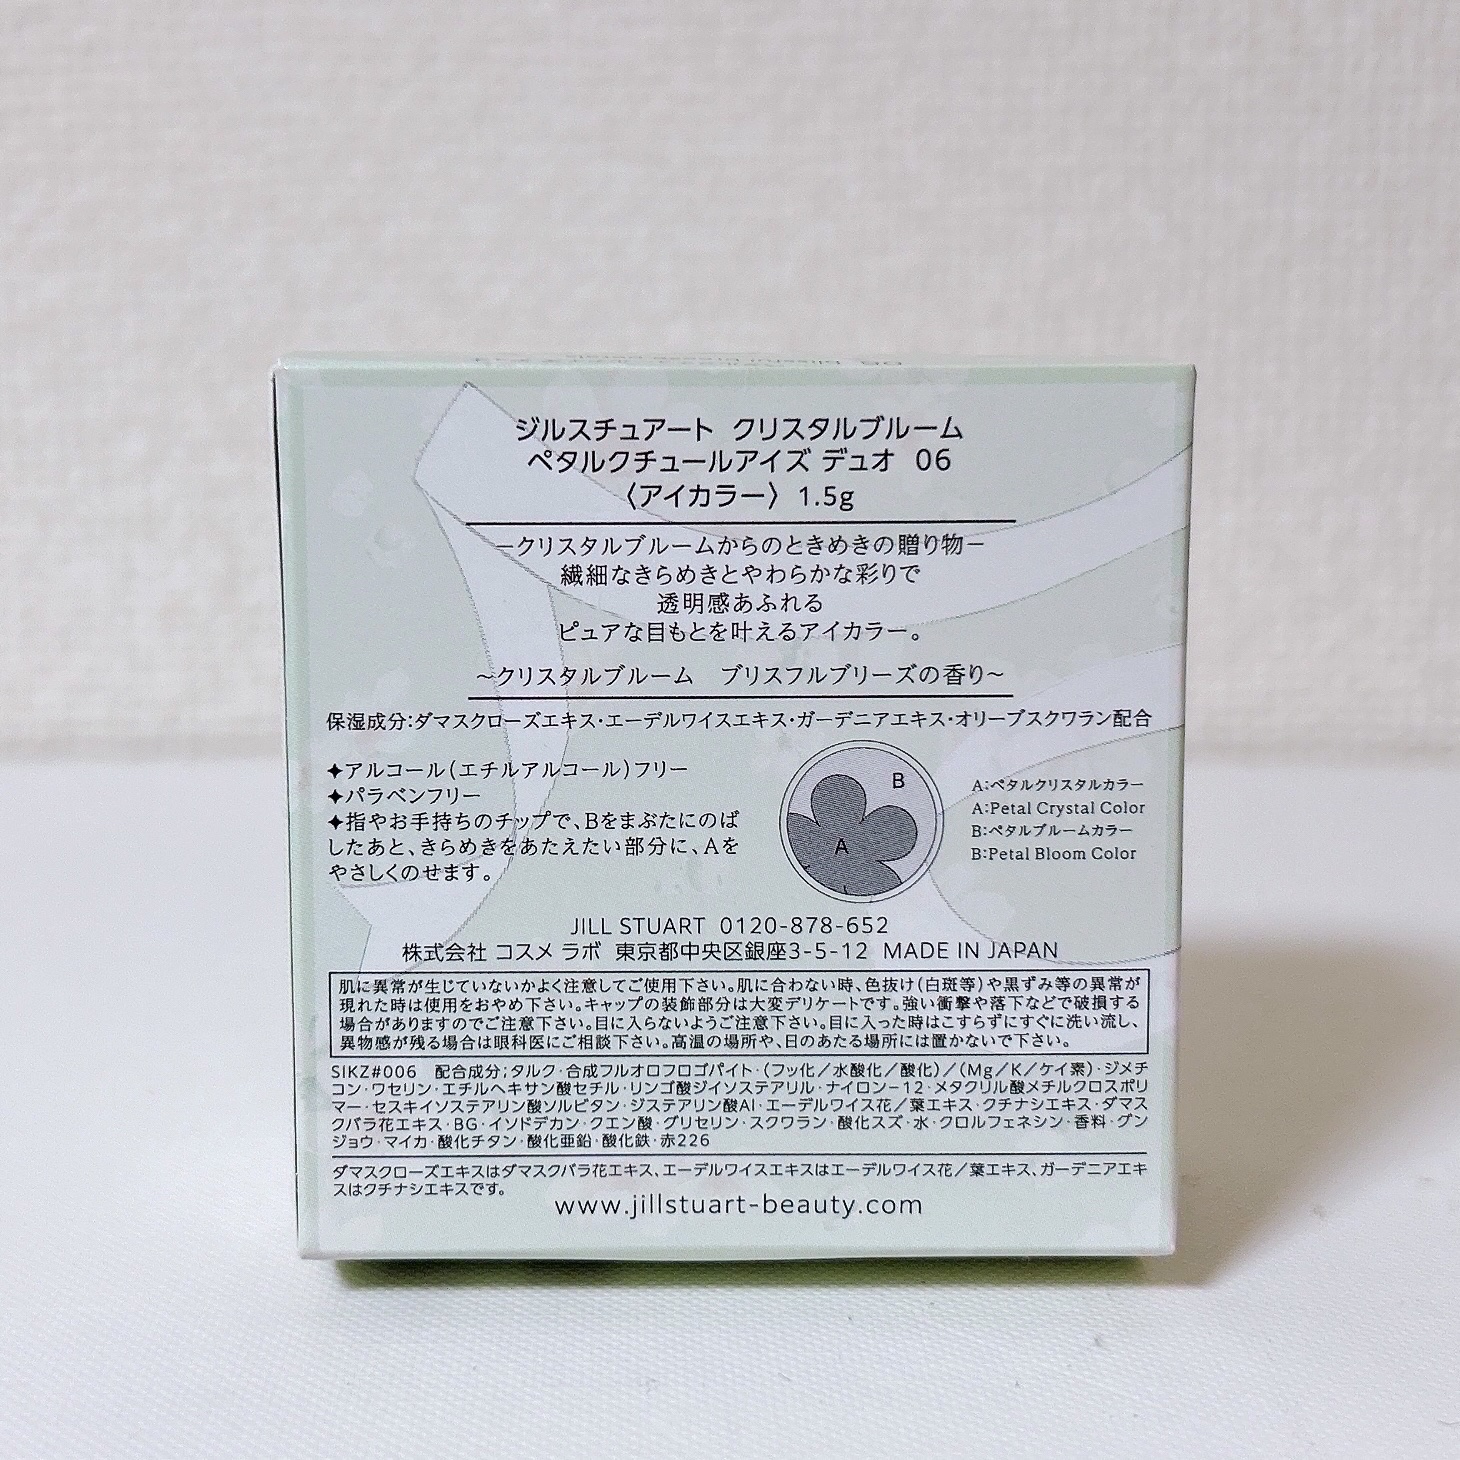 ジルスチュアート クリスタルブルーム
ペタルクチュールアイズ デュオ 06
〈アイカラー〉 1.5g
－クリスタルブルームからのときめきの贈り物－
繊細なきらめきとやわらかな彩りで
透明感あふれる
ピュアな目もとを叶えるアイカラー。
～クリスタルブルーム ブリスフルブリーズの香り～
保湿成分:ダマスクローズエキス・エーデルワイスエキス・ガーデニアエキス・オリーブスクワラン配合
✦アルコール(エチルアルコール)フリー
✦パラベンフリー
✦指やお手持ちのチップで、Bをまぶたにのば
したあと、きらめきをあたえたい部分に、Aを
やさしくのせます。
B
A
A:ペタルクリスタルカラー
A:Petal Crystal Color
B:ペタルブルームカラー
B:Petal Bloom Color
JILL STUART 0120-878-652
株式会社 コスメ ラボ 東京都中央区銀座3-5-12 MADE IN JAPAN
肌に異常が生じていないかよく注意してご使用下さい。肌に合わない時、色抜け(白斑等)や黒ずみ等の異常が
現れた時は使用をおやめ下さい。キャップの装飾部分は大変デリケートです。強い衝撃や落下などで破損する
場合がありますのでご注意下さい。目に入らないようご注意下さい。目に入った時はこすらずにすぐに洗い流し、
異物感が残る場合は眼科医にご相談下さい。高温の場所や、日のあたる場所には置かないで下さい。
SIKZ#006 配合成分;タルク・合成フルオロフロゴパイト・(フッ化／水酸化／酸化)／(Mg／K／ケイ素)・ジメチ
コン・ワセリン・エチルヘキサン酸セチル・リンゴ酸ジイソステアリル・ナイロン－12・メタクリル酸メチルクロスポリ
マー・セスキイソステアリン酸ソルビタン・ジステアリン酸Al・エーデルワイス花／葉エキス・クチナシエキス・ダマス
クバラ花エキス・BG・イソドデカン・クエン酸・グリセリン・スクワラン・酸化スズ・水・クロルフェネシン・香料・グン
ジョウ・マイカ・酸化チタン・酸化亜鉛・酸化鉄・赤226
ダマスクローズエキスはダマスクバラ花エキス、エーデルワイスエキスはエーデルワイス花／葉エキス、ガーデニアエキ
スはクチナシエキスです。
www.jillstuart-beauty.com